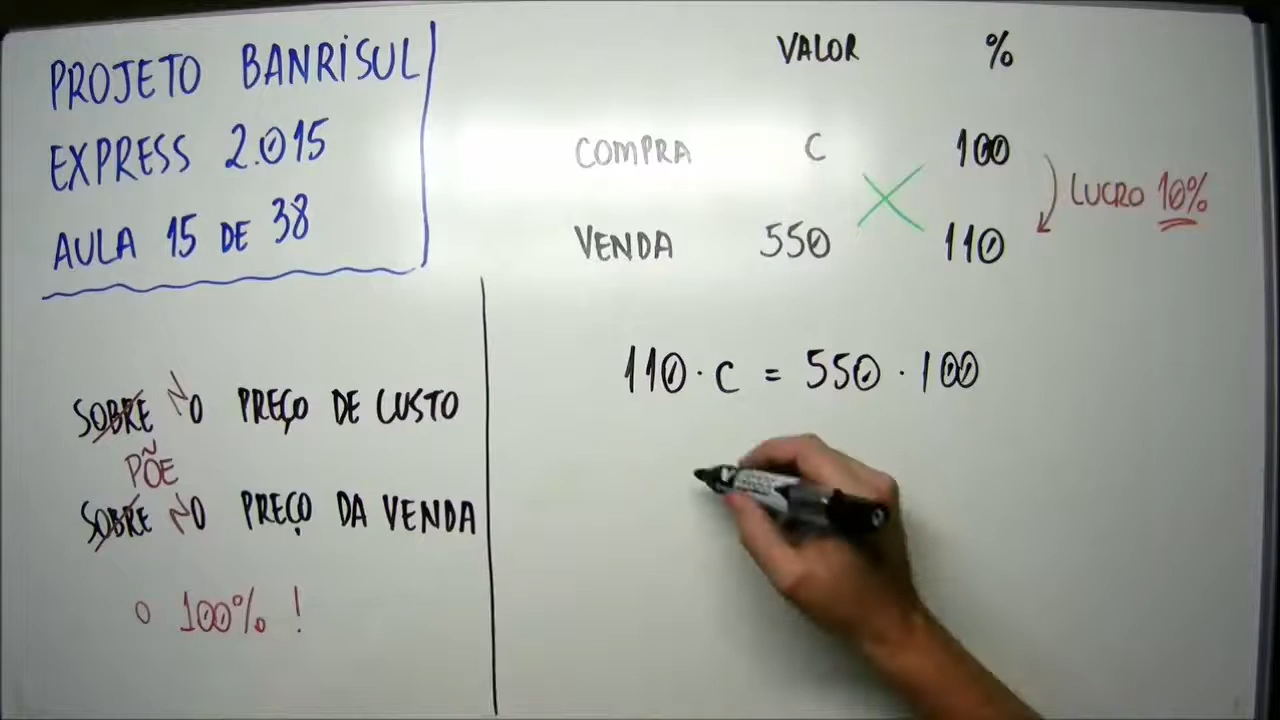 PROJETO BANRISUL
EXPRESS 2.015
AULA 15 DE 38
SOBRE NO PREÇO DE CUSTO
PÕE
SOBRE NO PREÇO DA VENDA
O 100% !
VALOR %
COMPRA C 100
VENDA 550 110
LUCRO 10%
110 · C = 550 · 100